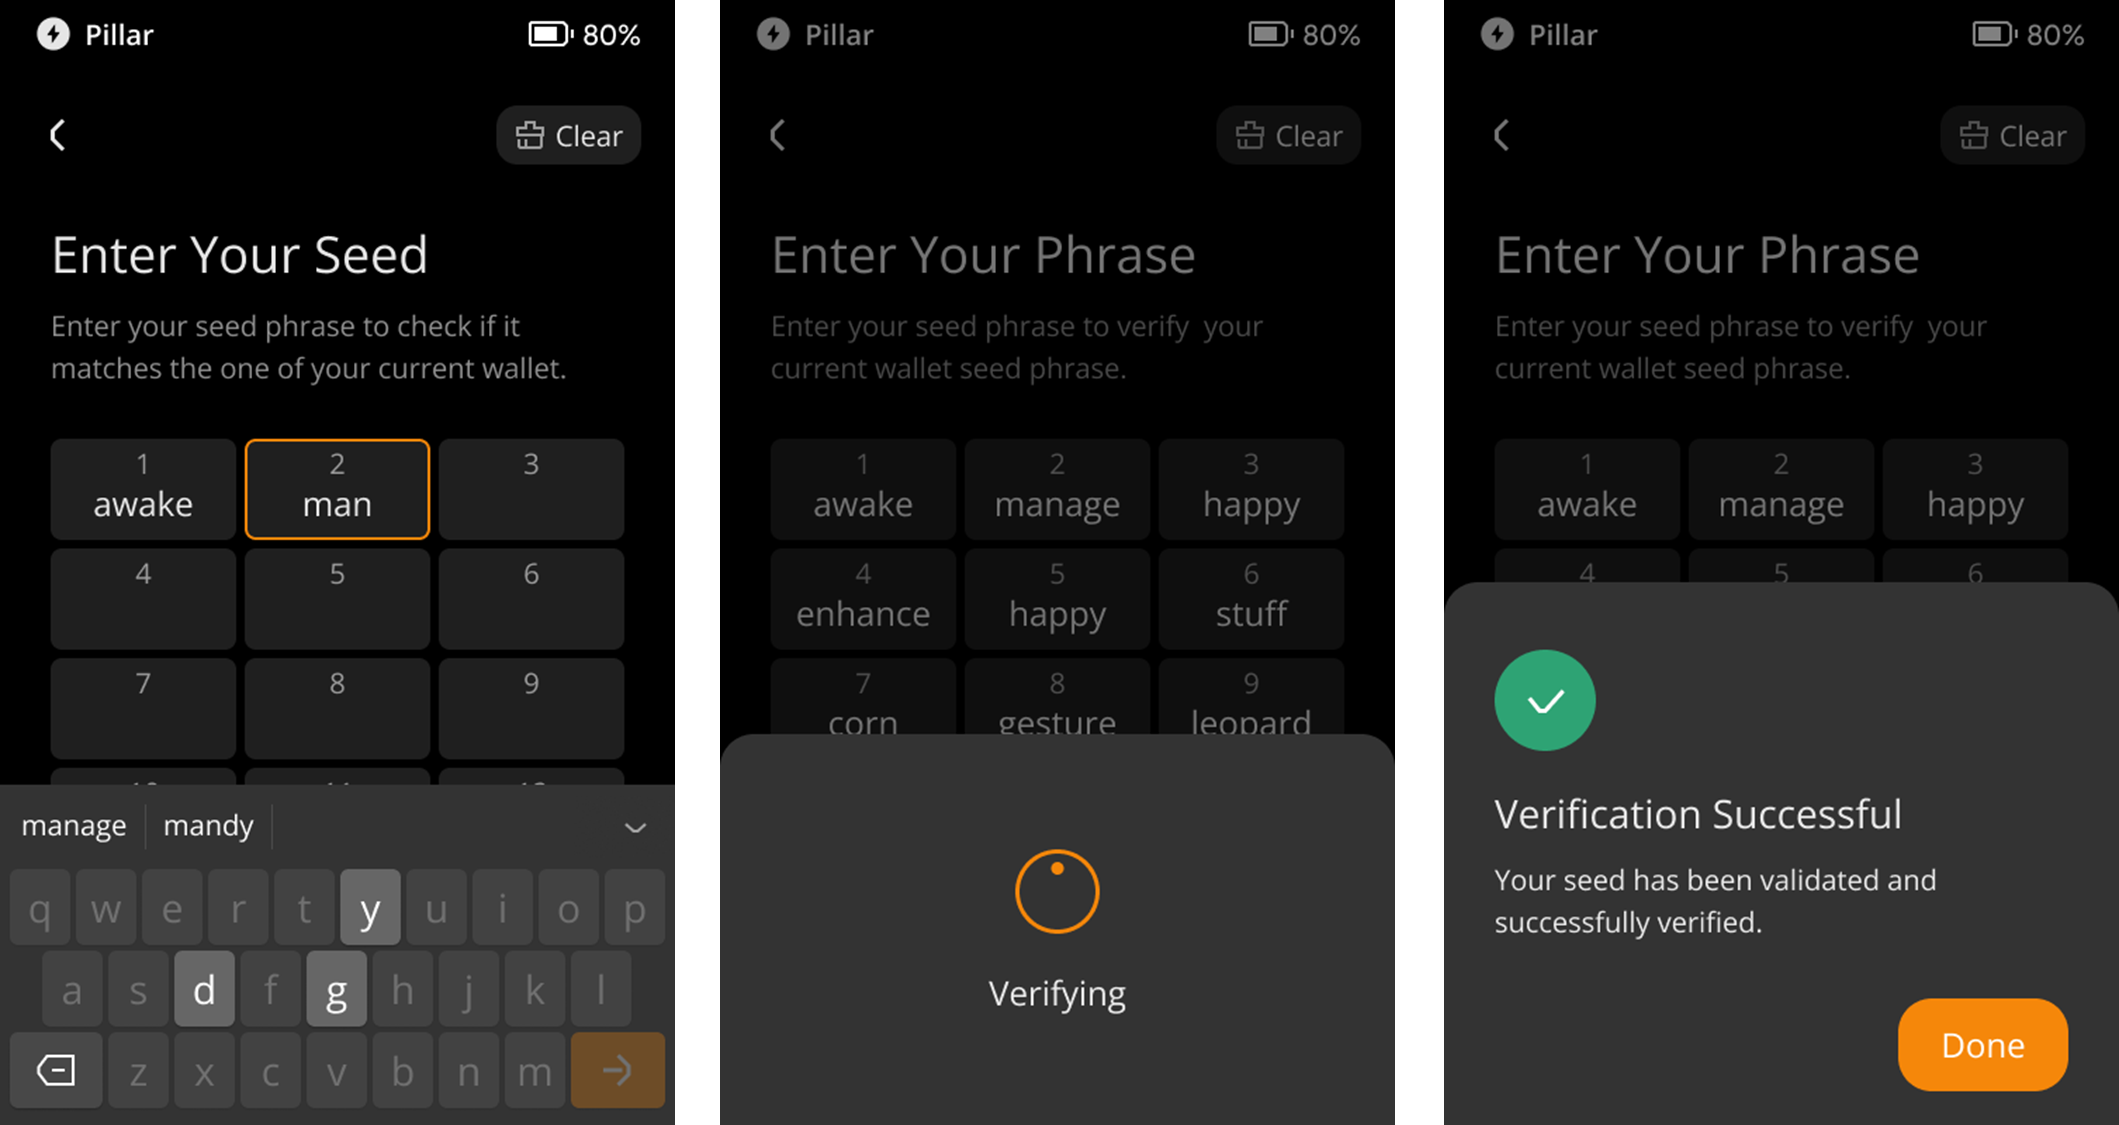 Pillar
80%
Clear
Enter Your Seed
Enter your seed phrase to check if it
matches the one of your current wallet.
1
awake
2
man
3
4
5
6
7
8
9
manage
mandy
q w e r t y u i o p
a s d f g h j k l
z x c v b n m
Pillar
80%
Clear
Enter Your Phrase
Enter your seed phrase to verify  your
current wallet seed phrase.
1
awake
2
manage
3
happy
4
enhance
5
happy
6
stuff
7
corn
8
gesture
9
leopard
Verifying
Pillar
80%
Clear
Enter Your Phrase
Enter your seed phrase to verify  your
current wallet seed phrase.
1
awake
2
manage
3
happy
4
5
6
Verification Successful
Your seed has been validated and
successfully verified.
Done